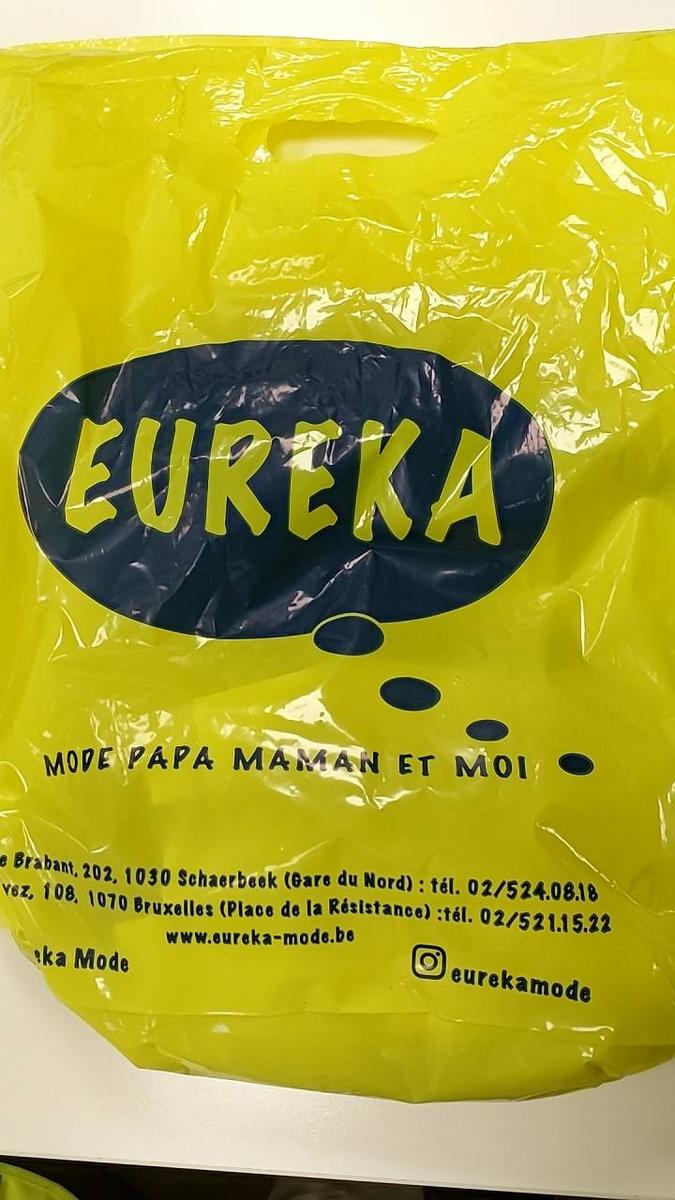 EUREKA
MODE PAPA MAMAN ET MOI
Brabant, 202, 1030 Schaerbeek (Gare du Nord) : tél. 02/524.08.18
108, 1070 Bruxelles (Place de la Résistance) :tél. 02/521.15.22
www.eureka-mode.be
eka Mode
eurekamode